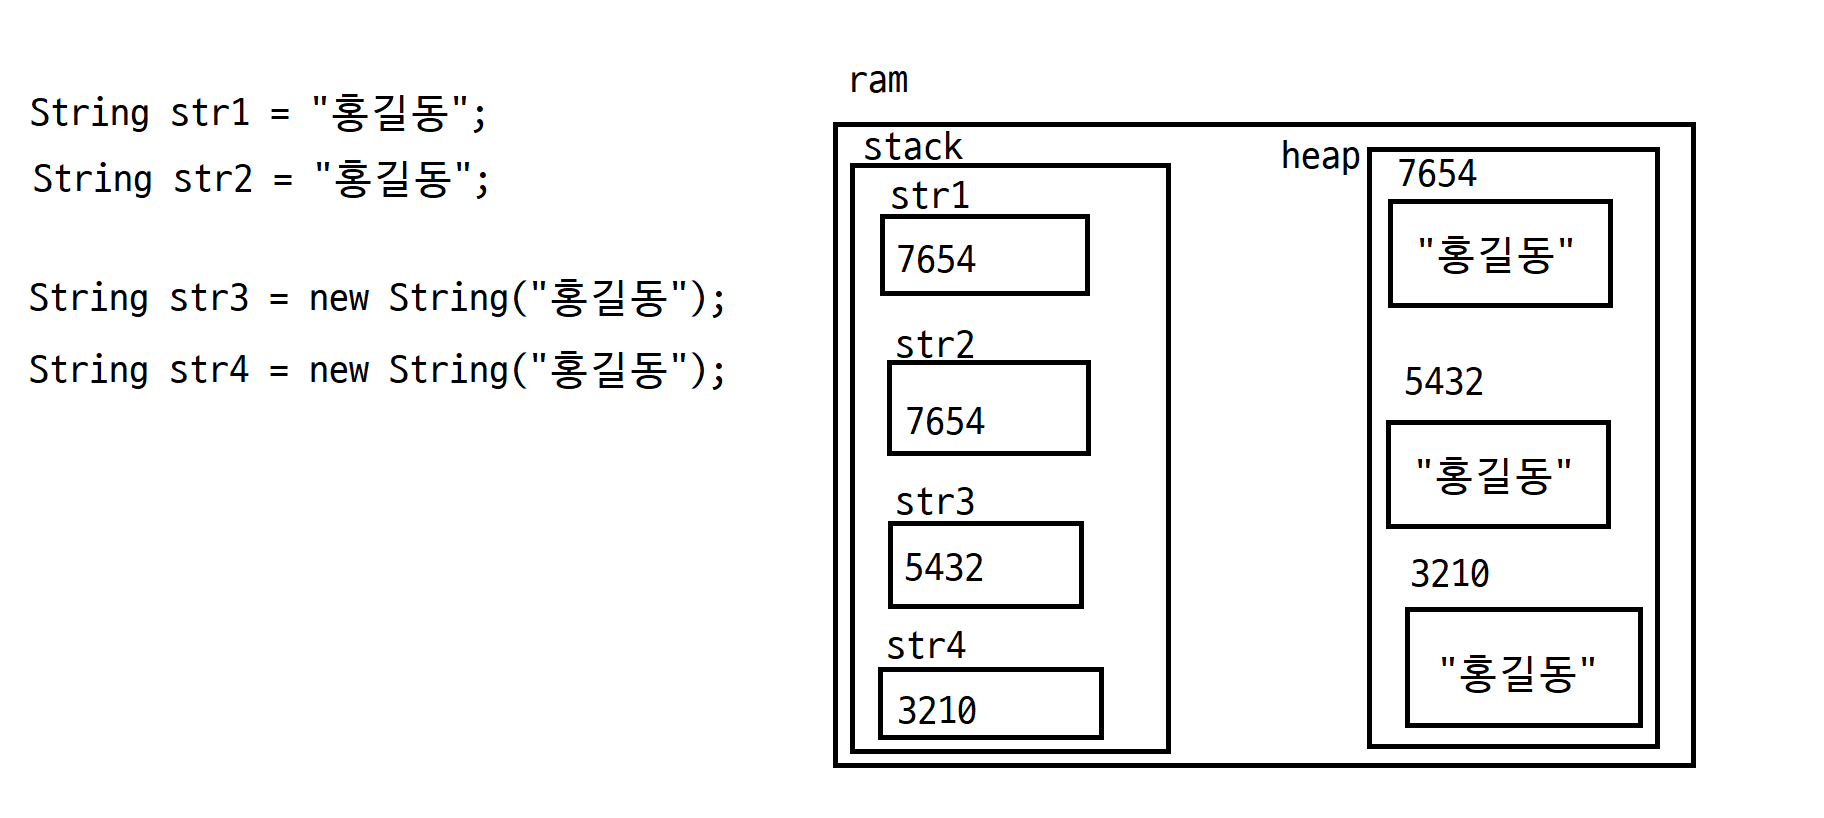 String str1 = "홍길동";
String str2 = "홍길동";
String str3 = new String("홍길동");
String str4 = new String("홍길동");
ram
stack
str1
7654
str2
7654
str3
5432
str4
3210
heap
7654
"홍길동"
5432
"홍길동"
3210
"홍길동"